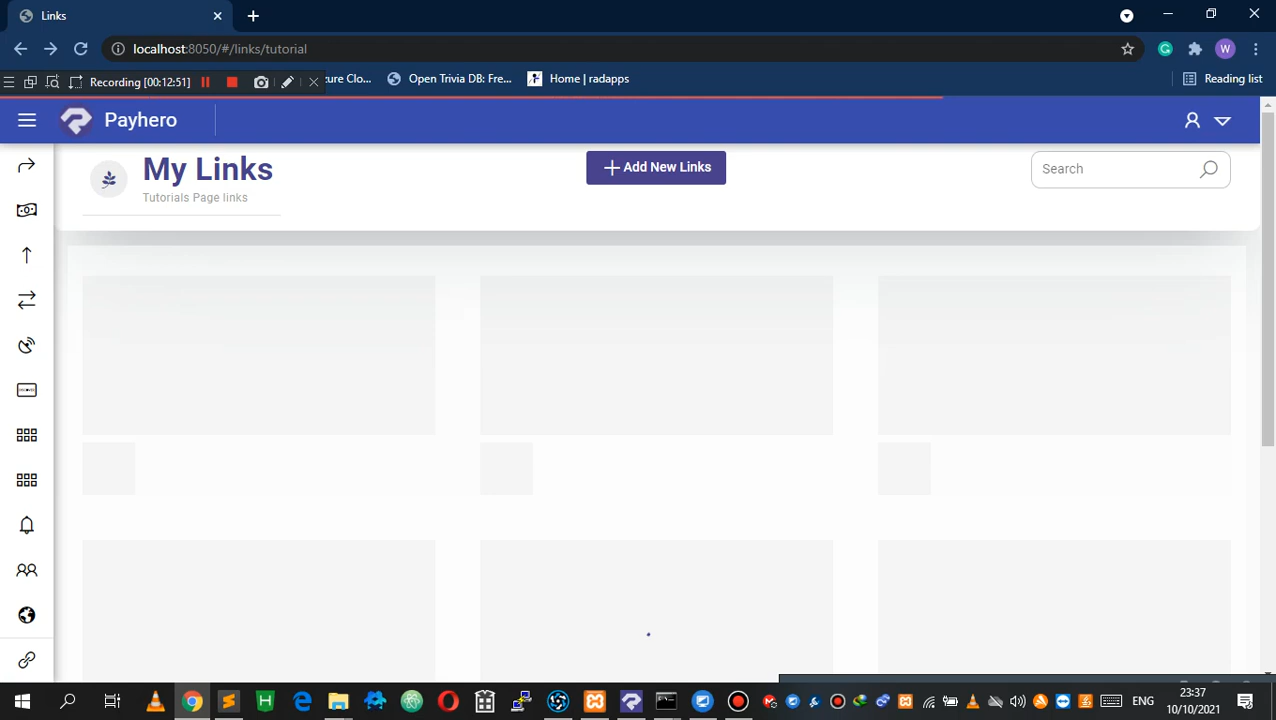 Links
localhost:8050/#/links/tutorial
Recording [00:12:51]
ure Clo...
Open Trivia DB: Fre...
Home | radapps
Reading list
W
Payhero
My Links
Tutorials Page links
Add New Links
Search
ENG
23:37
10/10/2021